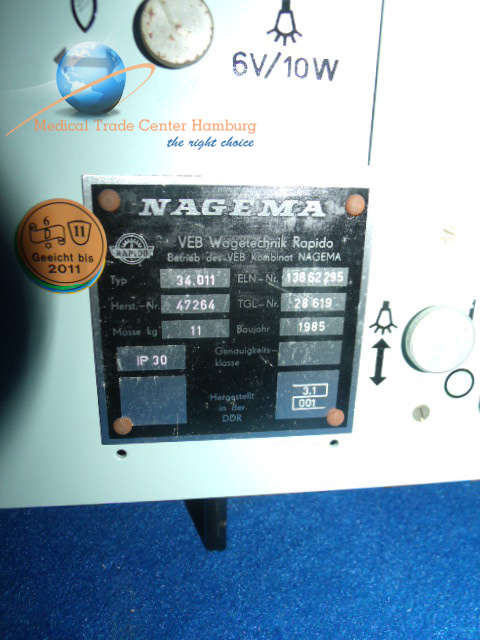 6V/10W
Medical Trade Center Hamburg
the right choice
NAGEMA
RAPIDO
VEB Wägetechnik Rapido
Betrieb des VEB Kombinat NAGEMA
Typ 34.011 ELN-Nr. 13862295
Herst.-Nr. 47264 TGL-Nr. 28619
Masse kg 11 Baujahr 1985
IP 30 Genauigkeits-
klasse
Hergestellt
in der
DDR
3.1
001
6 11
Geeicht bis
2011